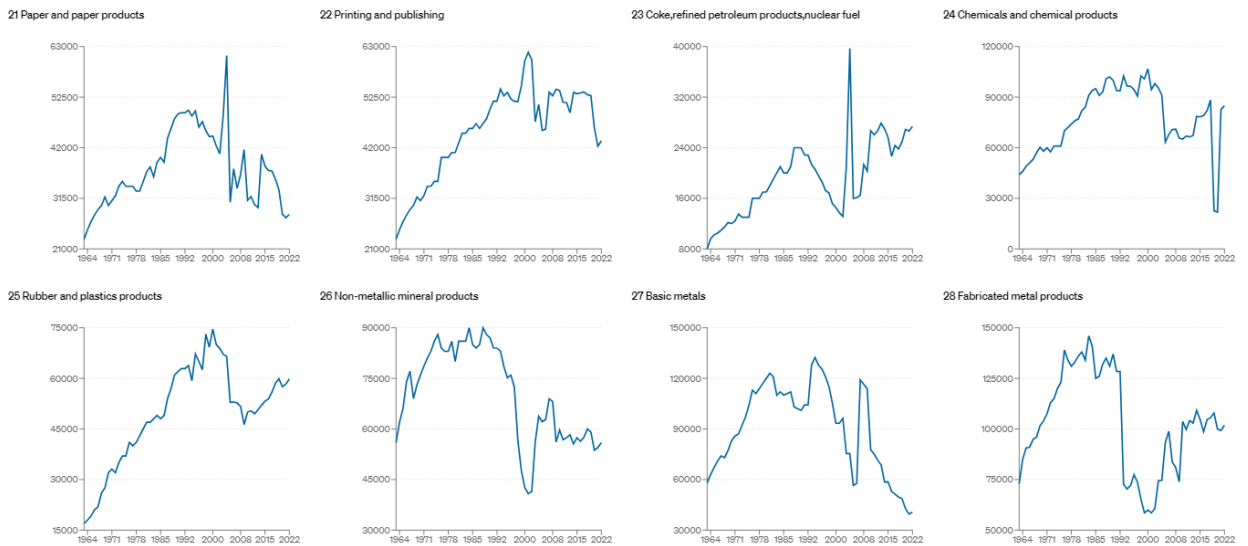 21 Paper and paper products
63000
52500
42000
31500
21000
1964 1971 1978 1985 1992 2000 2008 2015 2022
22 Printing and publishing
63000
52500
42000
31500
21000
1964 1971 1978 1985 1992 2000 2008 2015 2022
23 Coke,refined petroleum products,nuclear fuel
40000
32000
24000
16000
8000
1964 1971 1978 1985 1992 2000 2008 2015 2022
24 Chemicals and chemical products
120000
90000
60000
30000
0
1964 1971 1978 1985 1992 2000 2008 2015 2022
25 Rubber and plastics products
75000
60000
45000
30000
15000
1964 1971 1978 1985 1992 2000 2008 2015 2022
26 Non-metallic mineral products
90000
75000
60000
45000
30000
1964 1971 1978 1985 1992 2000 2008 2015 2022
27 Basic metals
150000
120000
90000
60000
30000
1964 1971 1978 1985 1992 2000 2008 2015 2022
28 Fabricated metal products
150000
125000
100000
75000
50000
1964 1971 1978 1985 1992 2000 2008 2015 2022